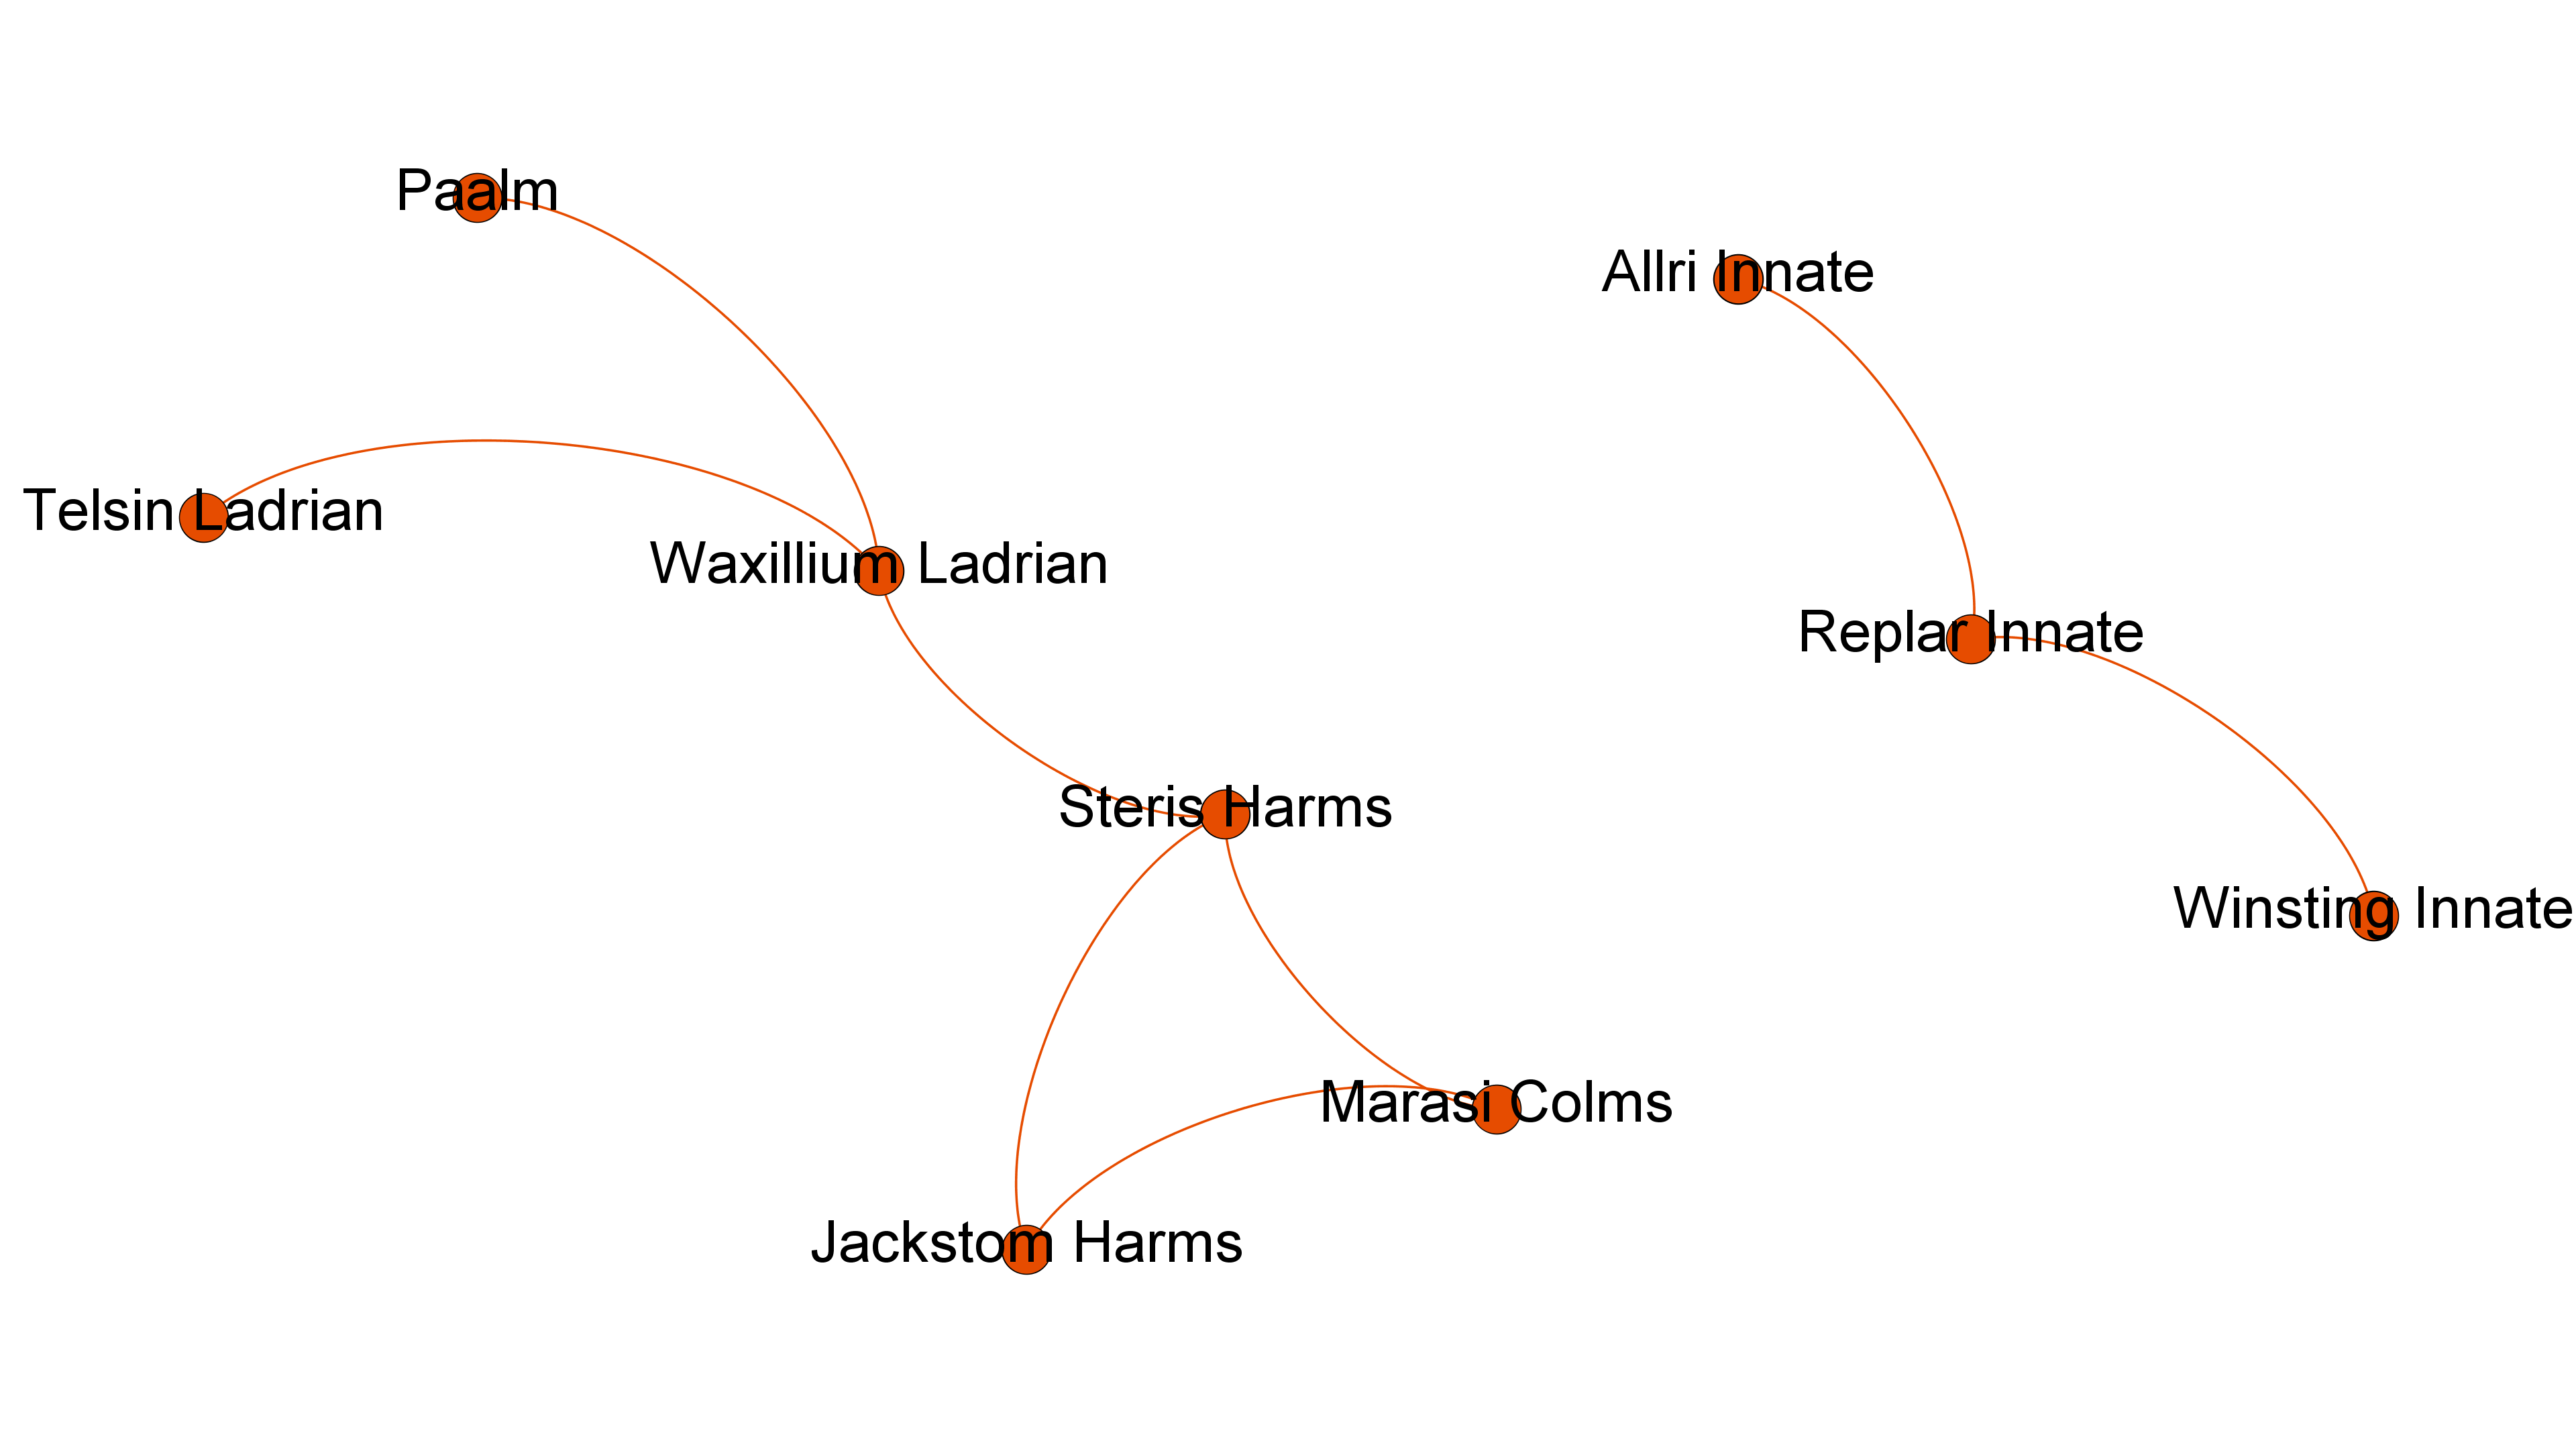 Paalm
Allri Innate
Telsin Ladrian
Waxillium Ladrian
Replar Innate
Steris Harms
Winsting Innate
Marasi Colms
Jackstom Harms